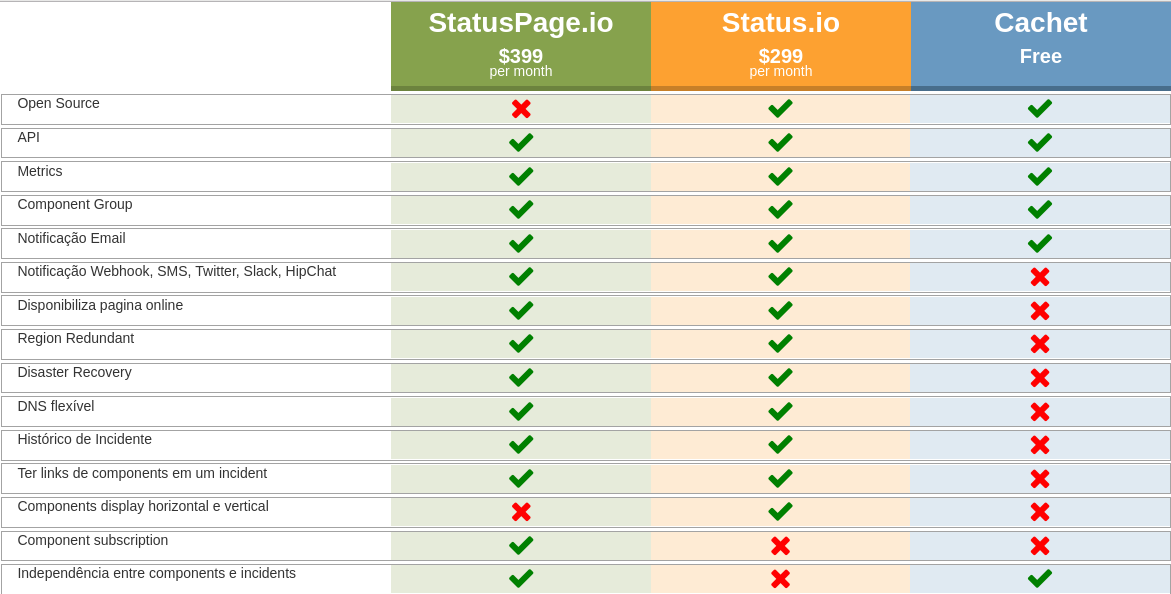 StatusPage.io Status.io Cachet
$399 $299 Free
per month per month
Open Source
API
Metrics
Component Group
Notificação Email
Notificação Webhook, SMS, Twitter, Slack, HipChat
Disponibiliza pagina online
Region Redundant
Disaster Recovery
DNS flexível
Histórico de Incidente
Ter links de components em um incident
Components display horizontal e vertical
Component subscription
Independência entre components e incidents